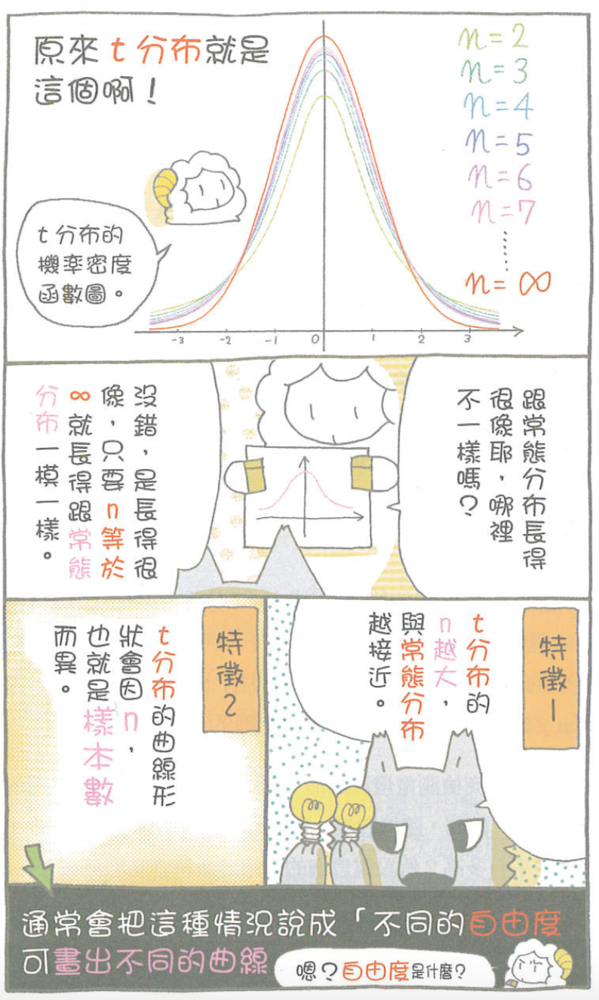 原來t分布就是
這個啊！
n=2
n=3
n=4
n=5
n=6
n=7
⋯⋯
n=∞
t分布的
機率密度
函數圖。
-3 -2 -1 0 1 2 3
跟常態分布長得
很像耶，哪裡
不一樣嗎？
沒錯，是長得很
像，只要n等於
∞就長得跟常態
分布一模一樣。
特徵1
t分布的
n越大，
與常態分布
越接近。
特徵2
t分布的曲線形
狀會因n，
也就是樣本數
而異。
通常會把這種情況說成「不同的自由度
可畫出不同的曲線
嗯？自由度是什麼？